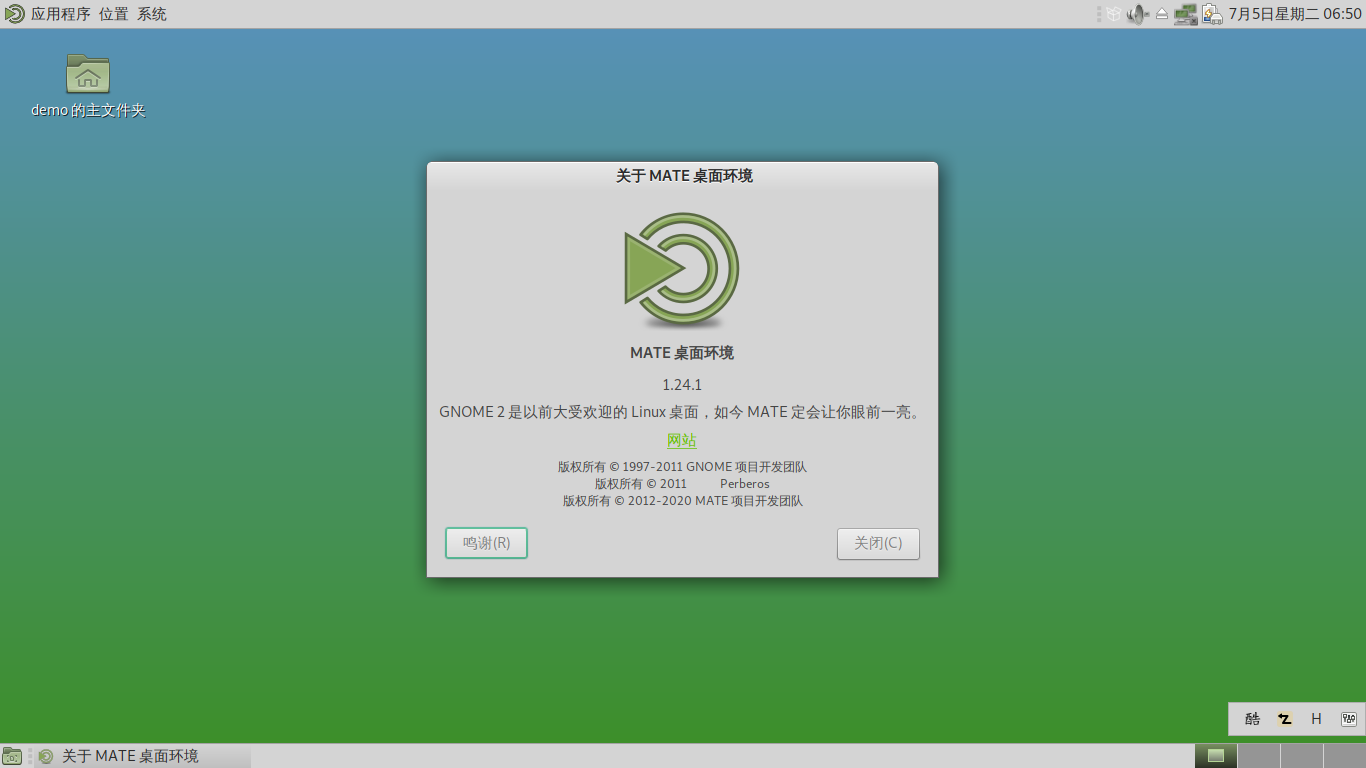 应用程序 位置 系统
7月5日星期二 06:50
demo 的主文件夹
关于 MATE 桌面环境
MATE 桌面环境
1.24.1
GNOME 2 是以前大受欢迎的 Linux 桌面，如今 MATE 定会让你眼前一亮。
网站
版权所有 © 1997-2011 GNOME 项目开发团队
版权所有 © 2011 Perberos
版权所有 © 2012-2020 MATE 项目开发团队
鸣谢(R)
关闭(C)
酷 H
关于 MATE 桌面环境